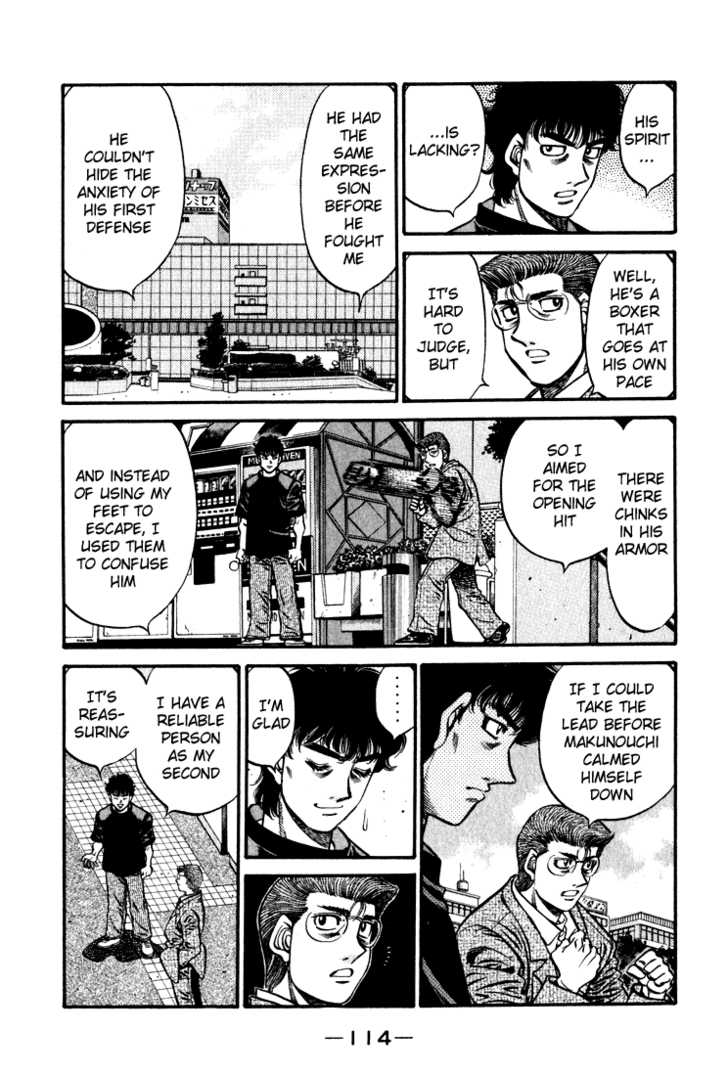 HIS
SPIRIT
...
...IS
LACKING?
WELL,
HE'S A
BOXER
THAT
GOES AT
HIS OWN
PACE
IT'S
HARD
TO
JUDGE,
BUT
HE HAD
THE
SAME
EXPRES-
SION
BEFORE
HE
FOUGHT
ME
HE
COULDN'T
HIDE THE
ANXIETY OF
HIS FIRST
DEFENSE
ンミセス
THERE
WERE
CHINKS
IN HIS
ARMOR
SO I
AIMED
FOR THE
OPENING
HIT
AND INSTEAD
OF USING MY
FEET TO
ESCAPE, I
USED THEM
TO CONFUSE
HIM
IF I COULD
TAKE THE
LEAD BEFORE
MAKUNOUCHI
CALMED
HIMSELF
DOWN
......
I'M
GLAD
I HAVE A
RELIABLE
PERSON
AS MY
SECOND
IT'S
REAS-
SURING
—114—